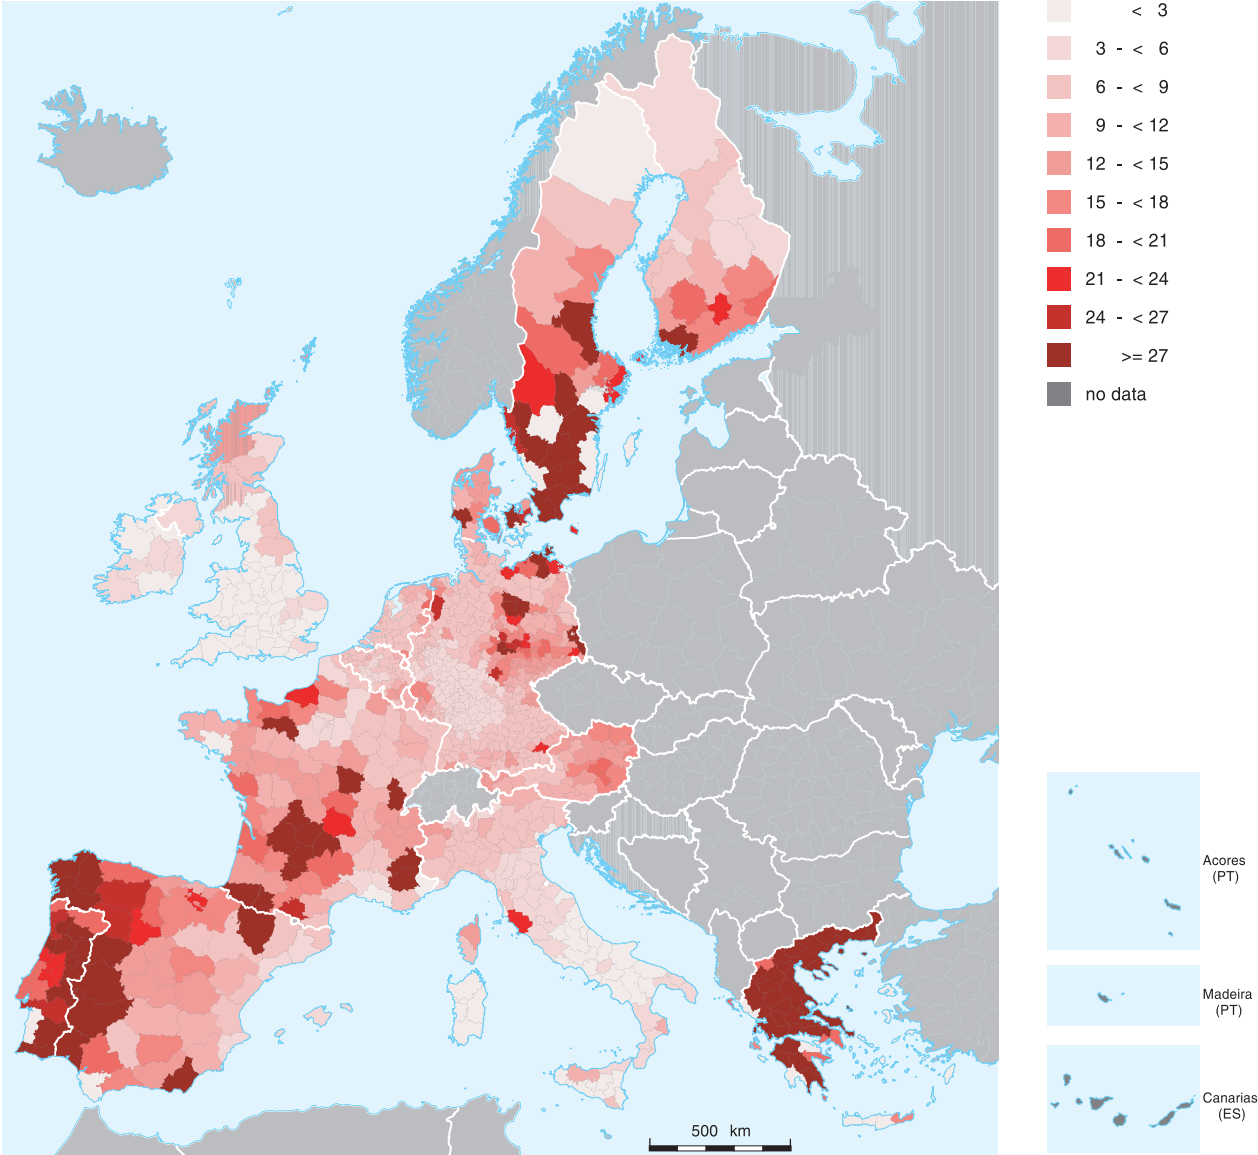 < 3
3 - < 6
6 - < 9
9 - < 12
12 - < 15
15 - < 18
18 - < 21
21 - < 24
24 - < 27
>= 27
no data
Acores
(PT)
Madeira
(PT)
Canarias
(ES)
500 km